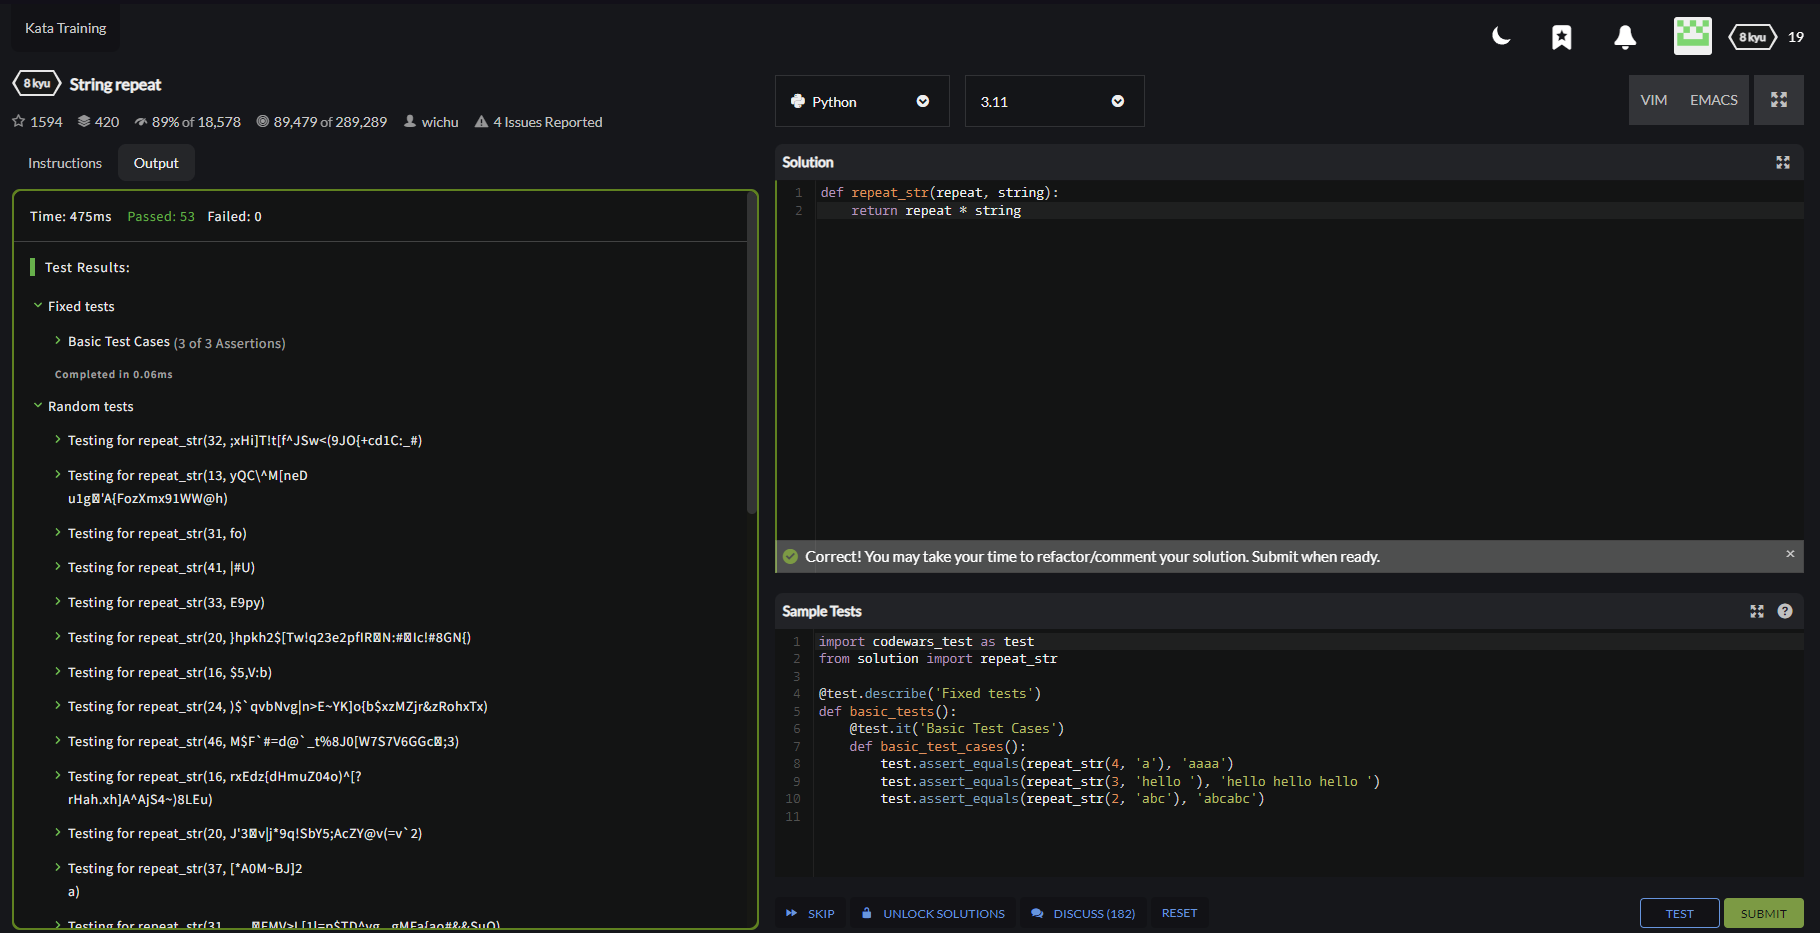 Kata Training
8 kyu 19
8 kyu String repeat
1594 420 89% of 18,578 89,479 of 289,289 wichu 4 Issues Reported
Instructions Output
Time: 475ms Passed: 53 Failed: 0
Test Results:
Fixed tests
Basic Test Cases (3 of 3 Assertions)
Completed in 0.06ms
Random tests
Testing for repeat_str(32, ;xHi]T!t[f^JSw<(9JO{+cd1C:_#)
Testing for repeat_str(13, yQC\^M[neD
u1g'A{FozXmx91WW@h)
Testing for repeat_str(31, fo)
Testing for repeat_str(41, |#U)
Testing for repeat_str(33, E9py)
Testing for repeat_str(20, }hpkh2$[Tw!q23e2pfIRN:#Ic!#8GN{)
Testing for repeat_str(16, $5,V:b)
Testing for repeat_str(24, )$`qvbNvg|n>E~YK]o{b$xzMZjr&zRohxTx)
Testing for repeat_str(46, M$F`#=d@`_t%8J0[W7S7V6GGc;3)
Testing for repeat_str(16, rxEdz{dHmuZ04o)^[?
rHah.xh]A^AjS4~)8LEu)
Testing for repeat_str(20, J'3v|j*9q!SbY5;AcZY@v(=v`2)
Testing for repeat_str(37, [*A0M~BJ]2
a)
Testing for repeat_str(31,
Python 3.11 VIM EMACS
Solution
1 def repeat_str(repeat, string):
2     return repeat * string
Correct! You may take your time to refactor/comment your solution. Submit when ready. ×
Sample Tests
1 import codewars_test as test
2 from solution import repeat_str
3
4 @test.describe('Fixed tests')
5 def basic_tests():
6     @test.it('Basic Test Cases')
7     def basic_test_cases():
8         test.assert_equals(repeat_str(4, 'a'), 'aaaa')
9         test.assert_equals(repeat_str(3, 'hello '), 'hello hello hello ')
10         test.assert_equals(repeat_str(2, 'abc'), 'abcabc')
11
SKIP UNLOCK SOLUTIONS DISCUSS (182) RESET TEST SUBMIT